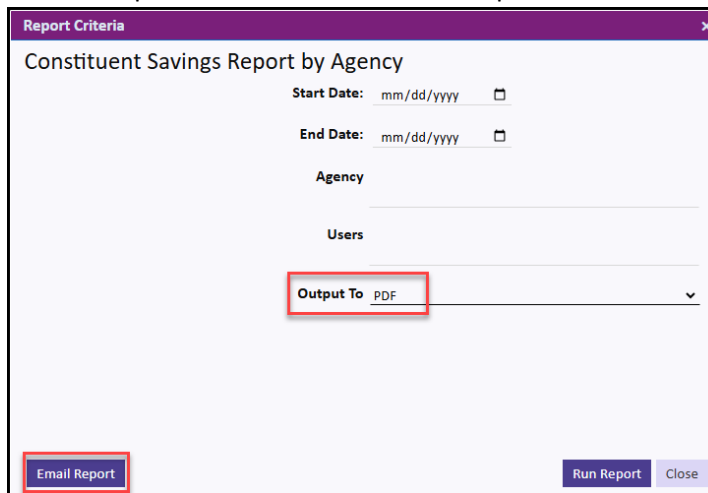 Report Criteria ×
Constituent Savings Report by Agency
Start Date: mm/dd/yyyy
End Date: mm/dd/yyyy
Agency
Users
Output To PDF
Email Report Run Report Close